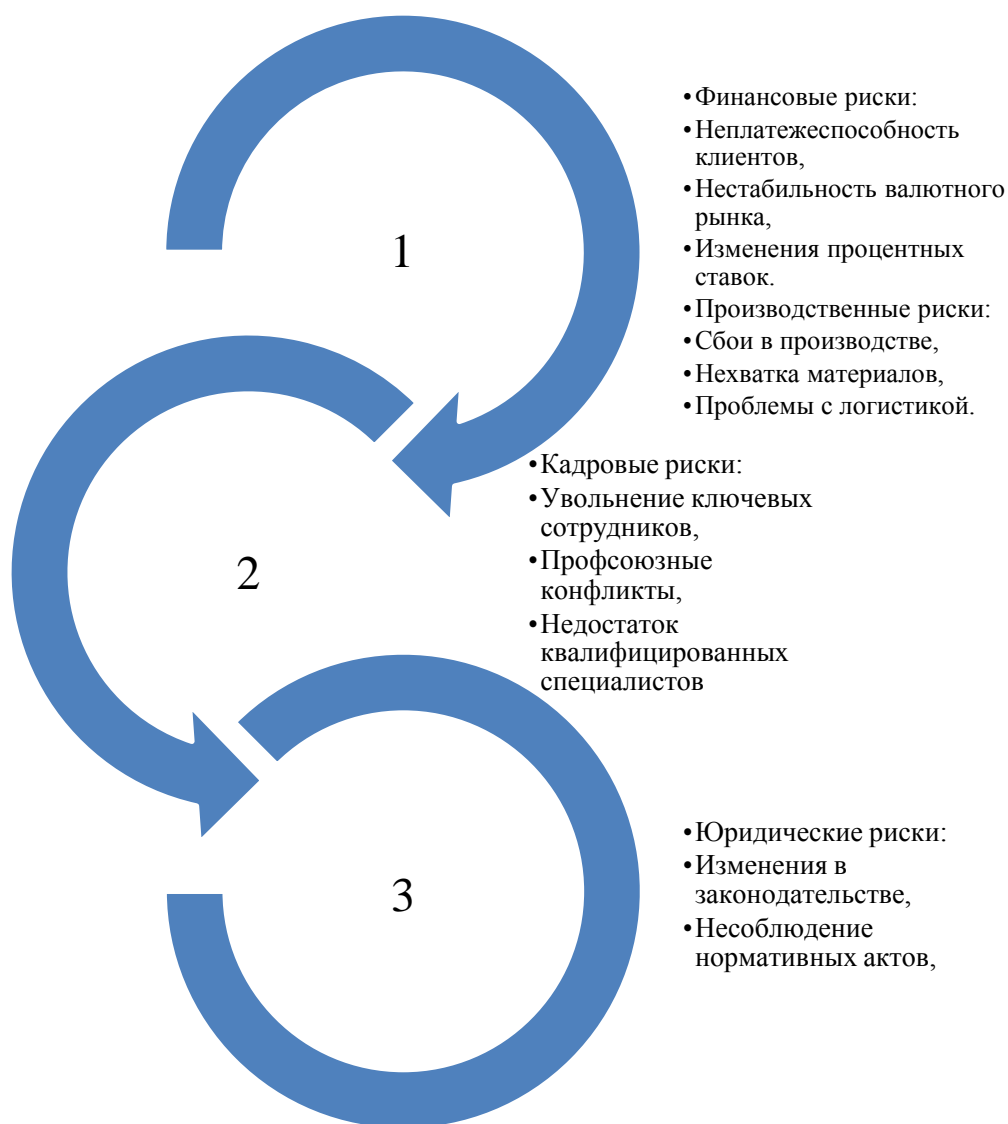 1
•Финансовые риски:
•Неплатежеспособность
клиентов,
•Нестабильность валютного
рынка,
•Изменения процентных
ставок.
•Производственные риски:
•Сбои в производстве,
•Нехватка материалов,
•Проблемы с логистикой.
2
•Кадровые риски:
•Увольнение ключевых
сотрудников,
•Профсоюзные
конфликты,
•Недостаток
квалифицированных
специалистов
3
•Юридические риски:
•Изменения в
законодательстве,
•Несоблюдение
нормативных актов,